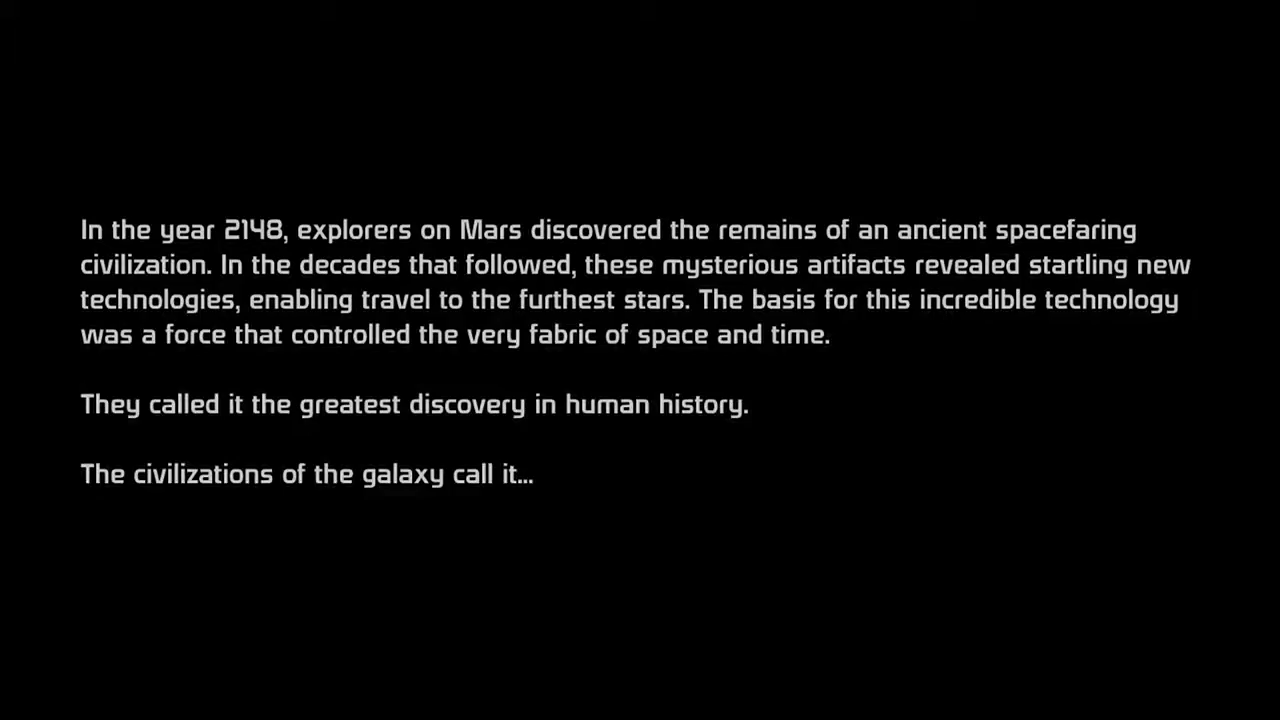 In the year 2148, explorers on Mars discovered the remains of an ancient spacefaring
civilization. In the decades that followed, these mysterious artifacts revealed startling new
technologies, enabling travel to the furthest stars. The basis for this incredible technology
was a force that controlled the very fabric of space and time.
They called it the greatest discovery in human history.
The civilizations of the galaxy call it...